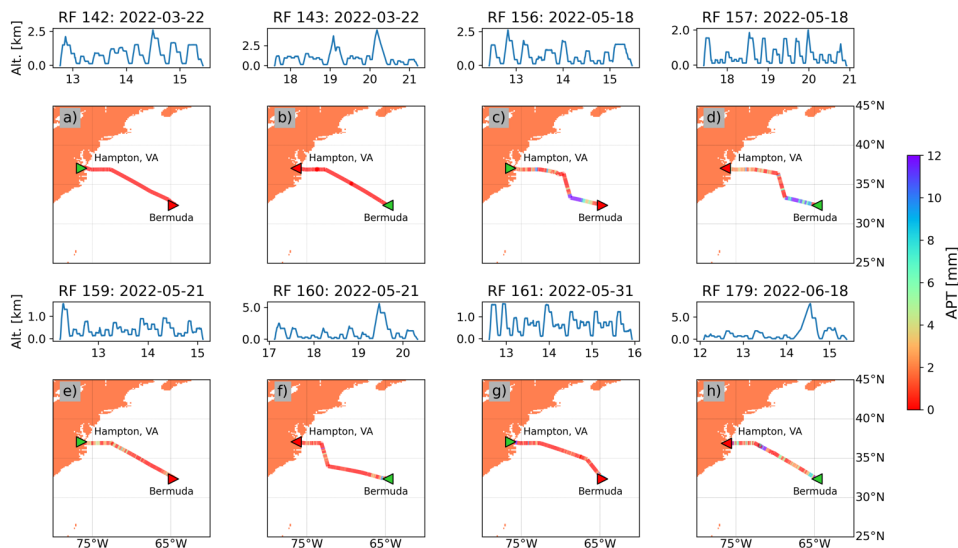 RF 142: 2022-03-22 RF 143: 2022-03-22 RF 156: 2022-05-18 RF 157: 2022-05-18
Alt. [km]
2.5
0.0
13 14 15
2.5
0.0
18 19 20 21
2.5
0.0
13 14 15
2.0
0.0
18 19 20 21
a) b) c) d)
Hampton, VA Hampton, VA Hampton, VA Hampton, VA
Bermuda Bermuda Bermuda Bermuda
45°N
40°N
35°N
30°N
25°N
RF 159: 2022-05-21 RF 160: 2022-05-21 RF 161: 2022-05-31 RF 179: 2022-06-18
Alt. [km]
1.0
0.0
13 14 15
5.0
0.0
17 18 19 20
1.0
0.0
13 14 15 16
5.0
0.0
12 13 14 15
e) f) g) h)
Hampton, VA Hampton, VA Hampton, VA Hampton, VA
Bermuda Bermuda Bermuda Bermuda
45°N
40°N
35°N
30°N
25°N
75°W 65°W 75°W 65°W 75°W 65°W 75°W 65°W
12
10
8
6
4
2
0
APT [mm]